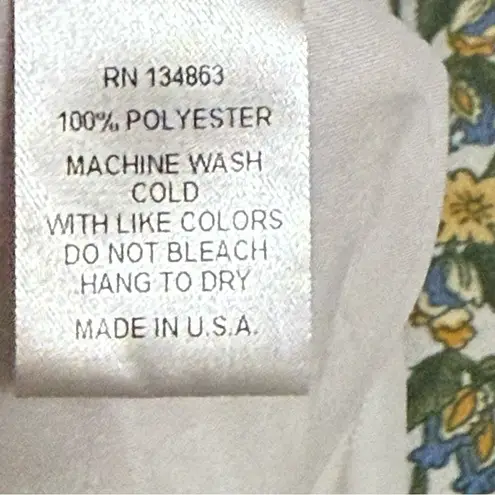 RN 134863
100% POLYESTER
MACHINE WASH
COLD
WITH LIKE COLORS
DO NOT BLEACH
HANG TO DRY
MADE IN U.S.A.